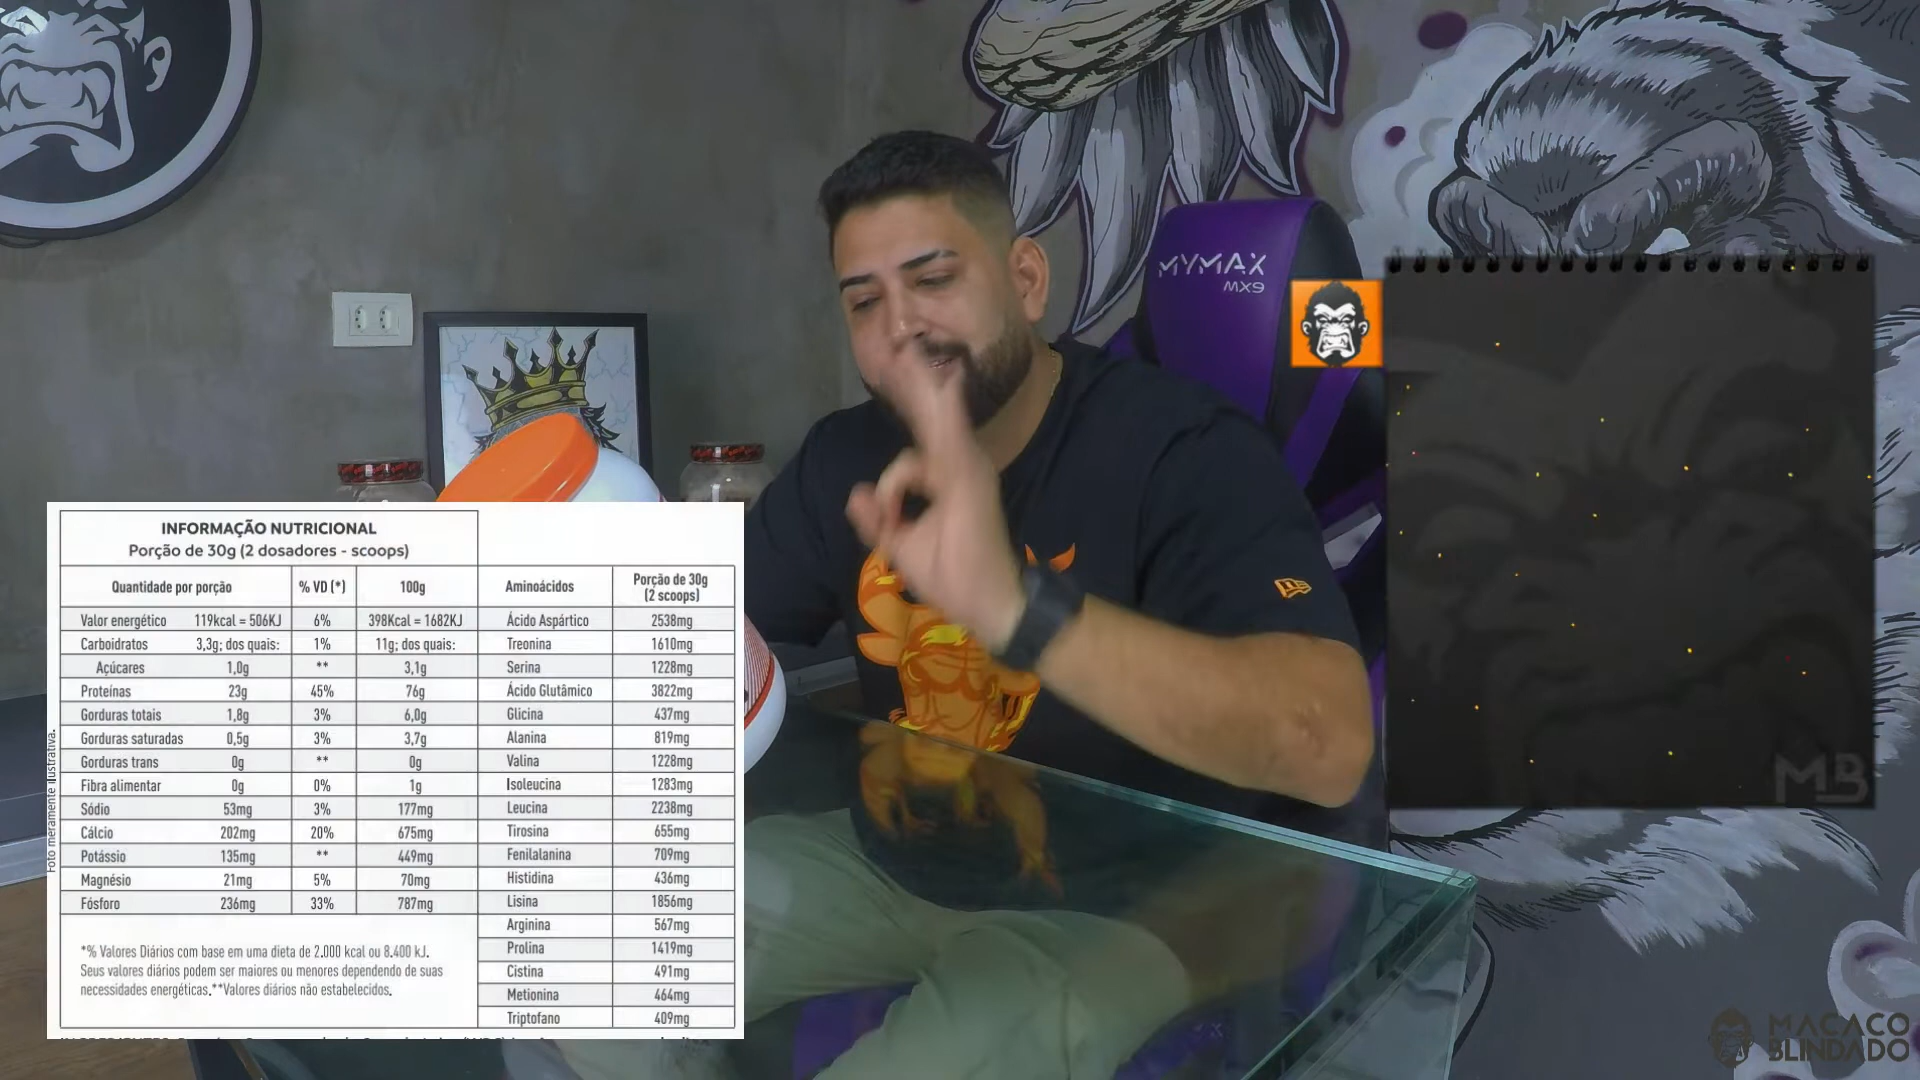 MYMAX
MX9
INFORMAÇÃO NUTRICIONAL
Porção de 30g (2 dosadores - scoops)
Quantidade por porção % VD (*) 100g Aminoácidos Porção de 30g (2 scoops)
Valor energético 119kcal = 506KJ 6% 398Kcal = 1682KJ Ácido Aspártico 2538mg
Carboidratos 3,3g; dos quais: 1% 11g; dos quais: Treonina 1610mg
Açúcares 1,0g ** 3,1g Serina 1228mg
Proteínas 23g 45% 76g Ácido Glutâmico 3822mg
Gorduras totais 1,8g 3% 6,0g Glicina 437mg
Gorduras saturadas 0,5g 3% 3,7g Alanina 819mg
Gorduras trans 0g ** 0g Valina 1228mg
Fibra alimentar 0g 0% 1g Isoleucina 1283mg
Sódio 53mg 3% 177mg Leucina 2238mg
Cálcio 202mg 20% 675mg Tirosina 655mg
Potássio 135mg ** 449mg Fenilalanina 709mg
Magnésio 21mg 5% 70mg Histidina 436mg
Fósforo 236mg 33% 787mg Lisina 1856mg
Arginina 567mg
Prolina 1419mg
Cistina 491mg
Metionina 464mg
Triptofano 409mg
*% Valores Diários com base em uma dieta de 2.000 kcal ou 8.400 kJ.
Seus valores diários podem ser maiores ou menores dependendo de suas
necessidades energéticas.**Valores diários não estabelecidos.
Foto meramente ilustrativa.
MB
MACACO
BLINDADO